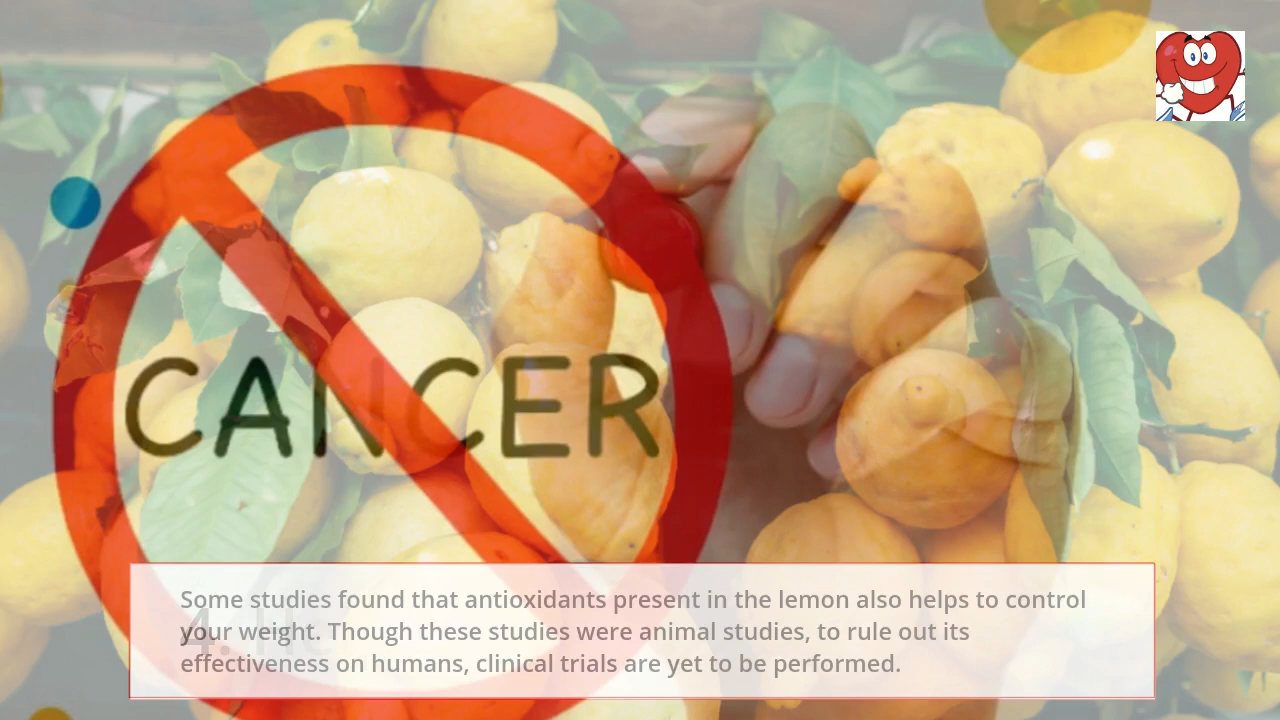 CANCER
Some studies found that antioxidants present in the lemon also helps to control
your weight. Though these studies were animal studies, to rule out its
4.
effectiveness on humans, clinical trials are yet to be performed.